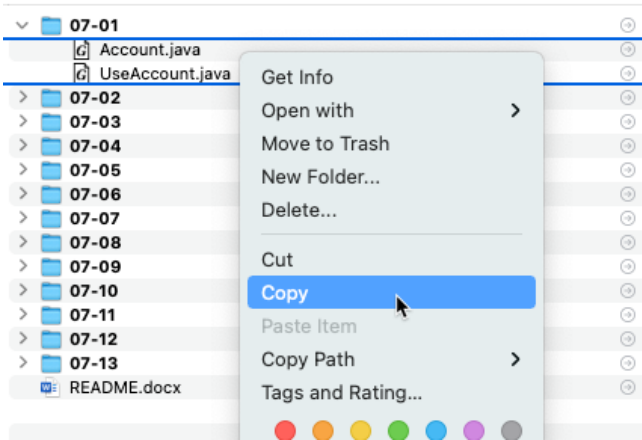 07-01
Account.java
UseAccount.java
07-02
07-03
07-04
07-05
07-06
07-07
07-08
07-09
07-10
07-11
07-12
07-13
README.docx
Get Info
Open with
Move to Trash
New Folder...
Delete...
Cut
Copy
Paste Item
Copy Path
Tags and Rating...